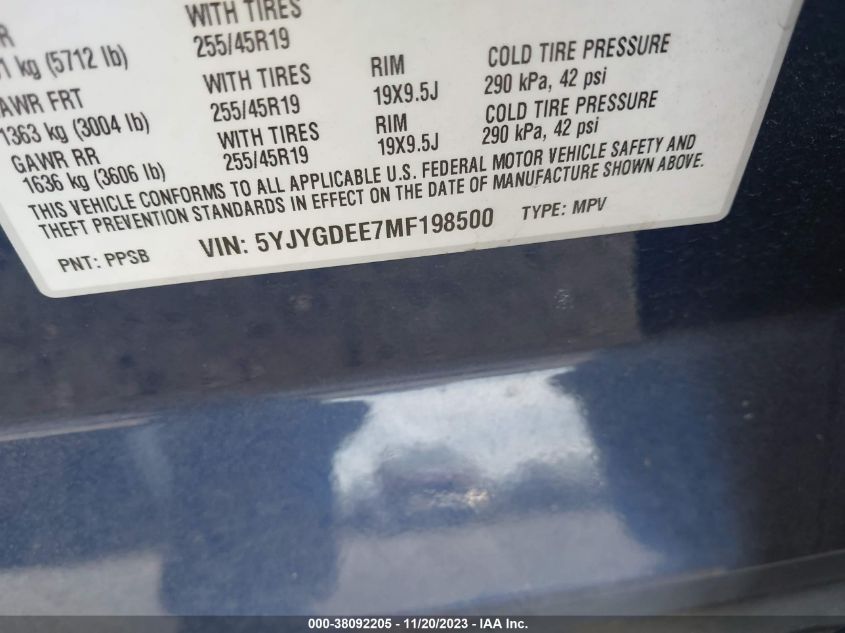 R WITH TIRES
1 kg (5712 lb) 255/45R19
AWR FRT WITH TIRES RIM COLD TIRE PRESSURE
1363 kg (3004 lb) 255/45R19 19X9.5J 290 kPa, 42 psi
GAWR RR WITH TIRES RIM COLD TIRE PRESSURE
1636 kg (3606 lb) 255/45R19 19X9.5J 290 kPa, 42 psi
THIS VEHICLE CONFORMS TO ALL APPLICABLE U.S. FEDERAL MOTOR VEHICLE SAFETY AND
THEFT PREVENTION STANDARDS IN EFFECT ON THE DATE OF MANUFACTURE SHOWN ABOVE.
PNT: PPSB VIN: 5YJYGDEE7MF198500 TYPE: MPV
000-38092205 - 11/20/2023 - IAA Inc.